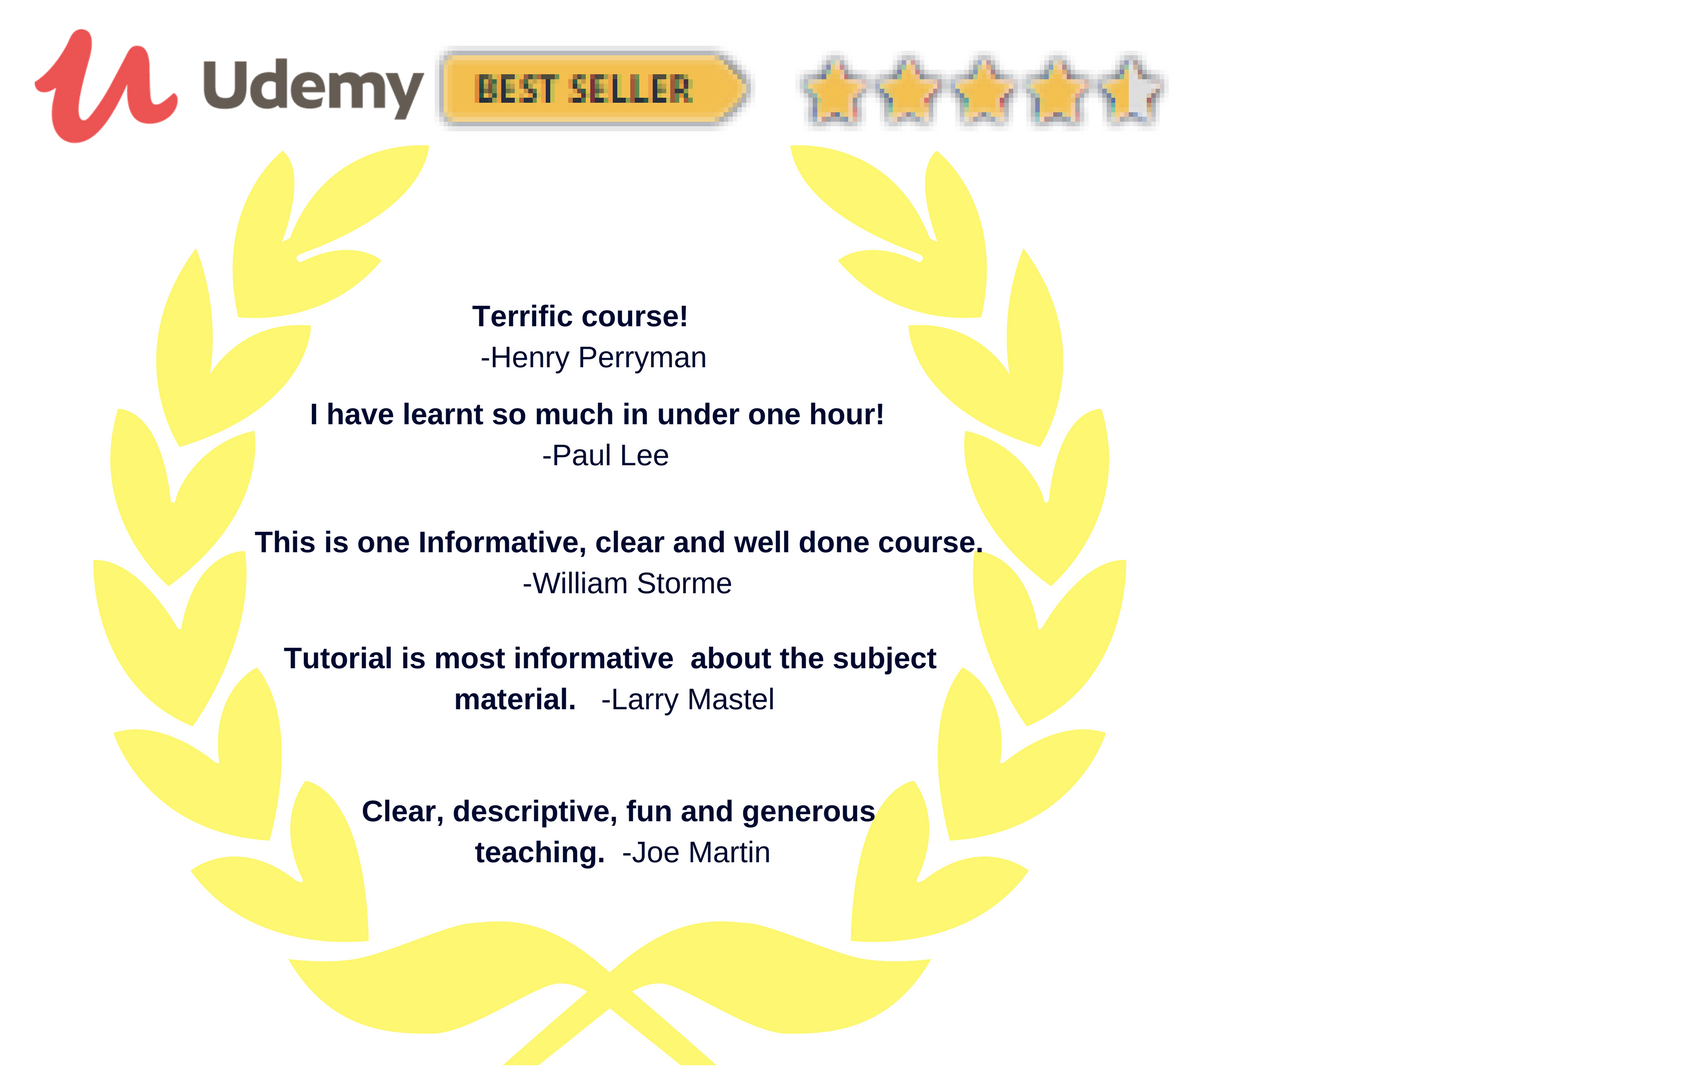 Udemy BEST SELLER
Terrific course!
-Henry Perryman
I have learnt so much in under one hour!
-Paul Lee
This is one Informative, clear and well done course.
-William Storme
Tutorial is most informative  about the subject
material.   -Larry Mastel
Clear, descriptive, fun and generous
teaching.  -Joe Martin